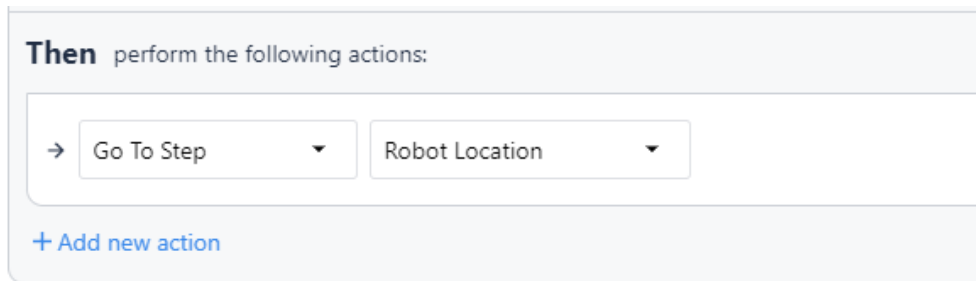 Then perform the following actions:
→ Go To Step Robot Location
+ Add new action